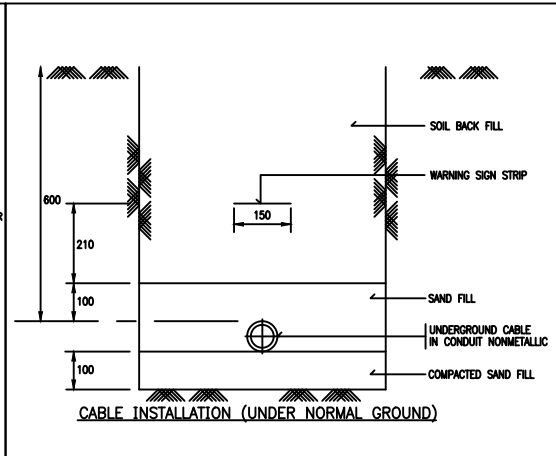 SOIL BACK FILL
WARNING SIGN STRIP
600
150
210
100
SAND FILL
UNDERGROUND CABLE
IN CONDUIT NONMETALLIC
100
COMPACTED SAND FILL
CABLE INSTALLATION (UNDER NORMAL GROUND)